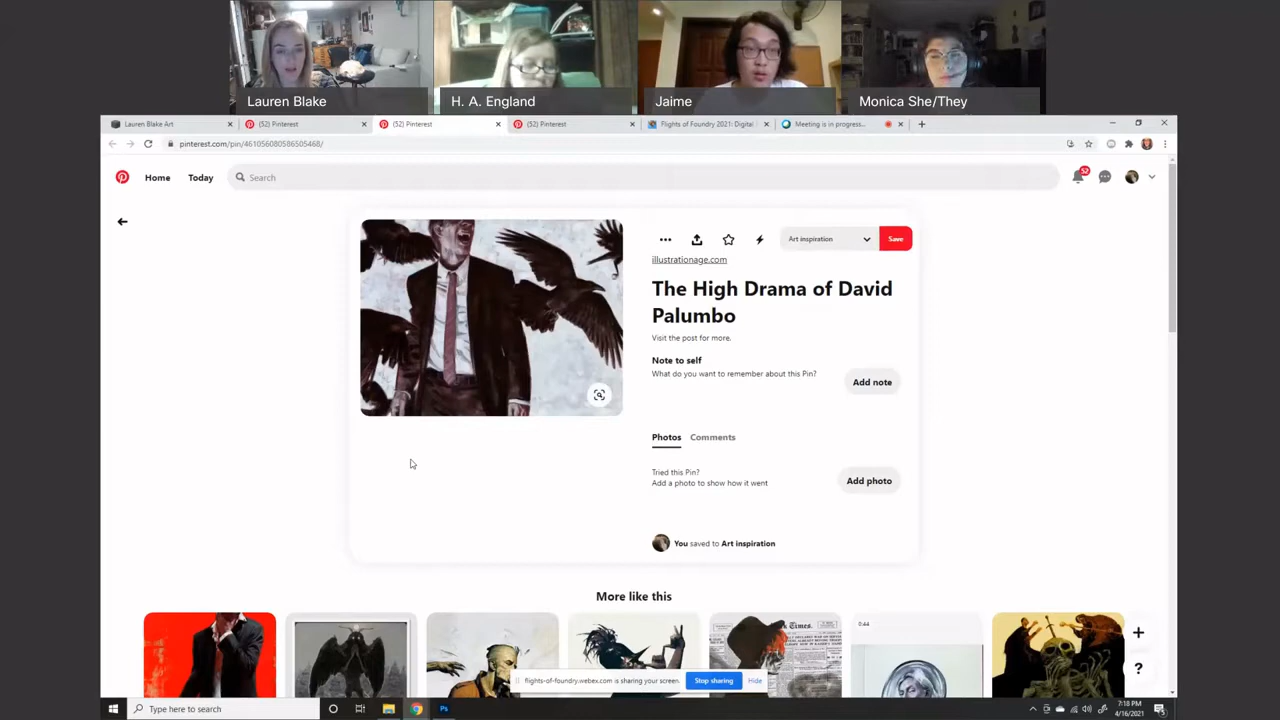 Lauren Blake
H. A. England
Jaime
Monica She/They
Lauren Blake Art
(52) Pinterest
(52) Pinterest
(52) Pinterest
Flights of Foundry 2021: Digital
Meeting is in progress...
pinterest.com/pin/461056080586505468/
Home
Today
Search
52
Art inspiration
Save
illustrationage.com
The High Drama of David
Palumbo
Visit the post for more.
Note to self
What do you want to remember about this Pin?
Add note
Photos
Comments
Tried this Pin?
Add a photo to show how it went
Add photo
You saved to Art inspiration
More like this
Times.
0:44
?
flights-of-foundry.webex.com is sharing your screen.
Stop sharing
Hide
Type here to search
Ps
7:18 PM
4/16/2021